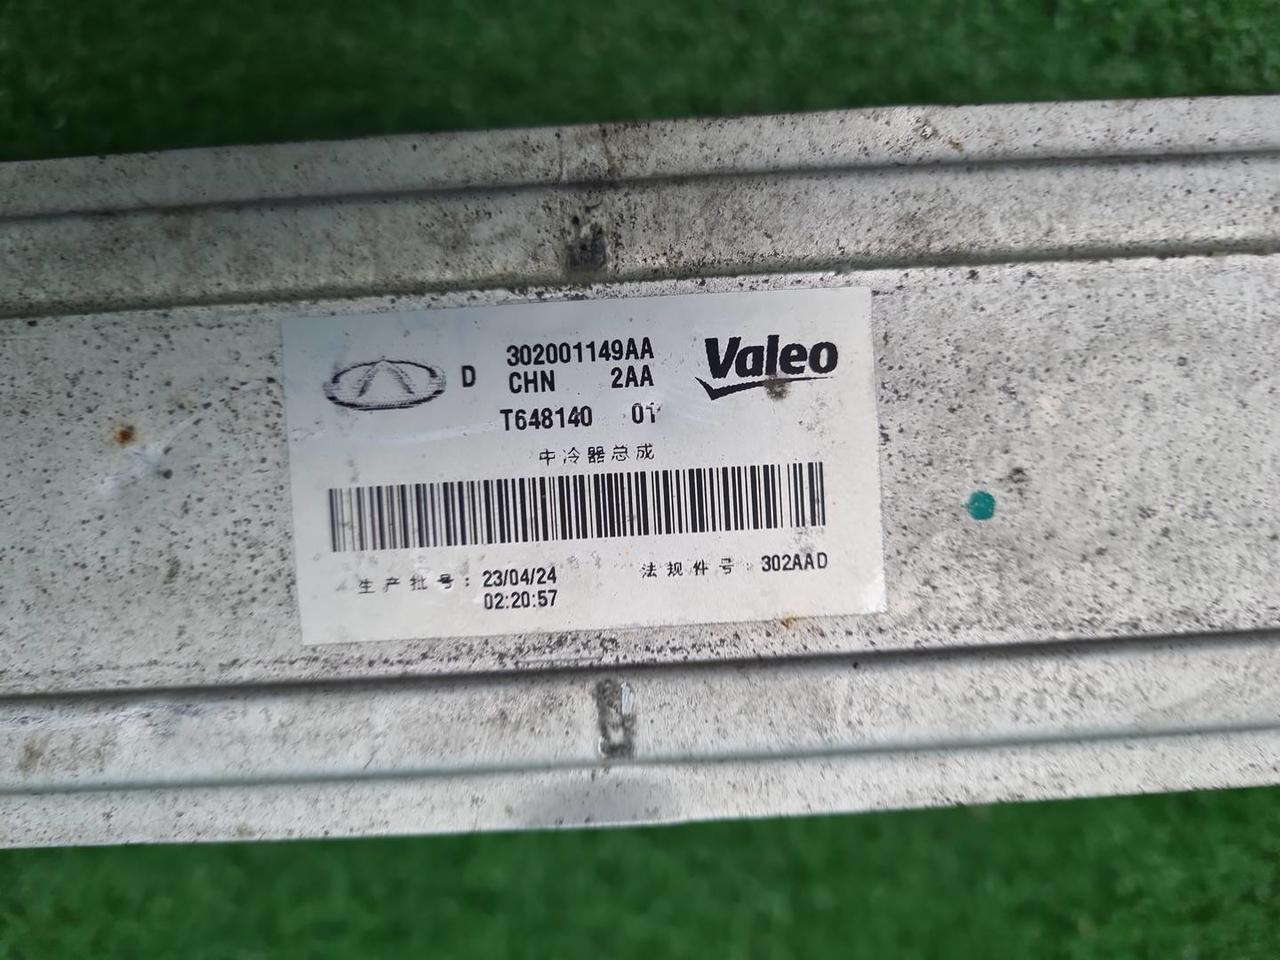 D 302001149AA
CHN 2AA
T648140 01
Valeo
中冷器总成
生产批号: 23/04/24
02:20:57
法规件号: 302AAD